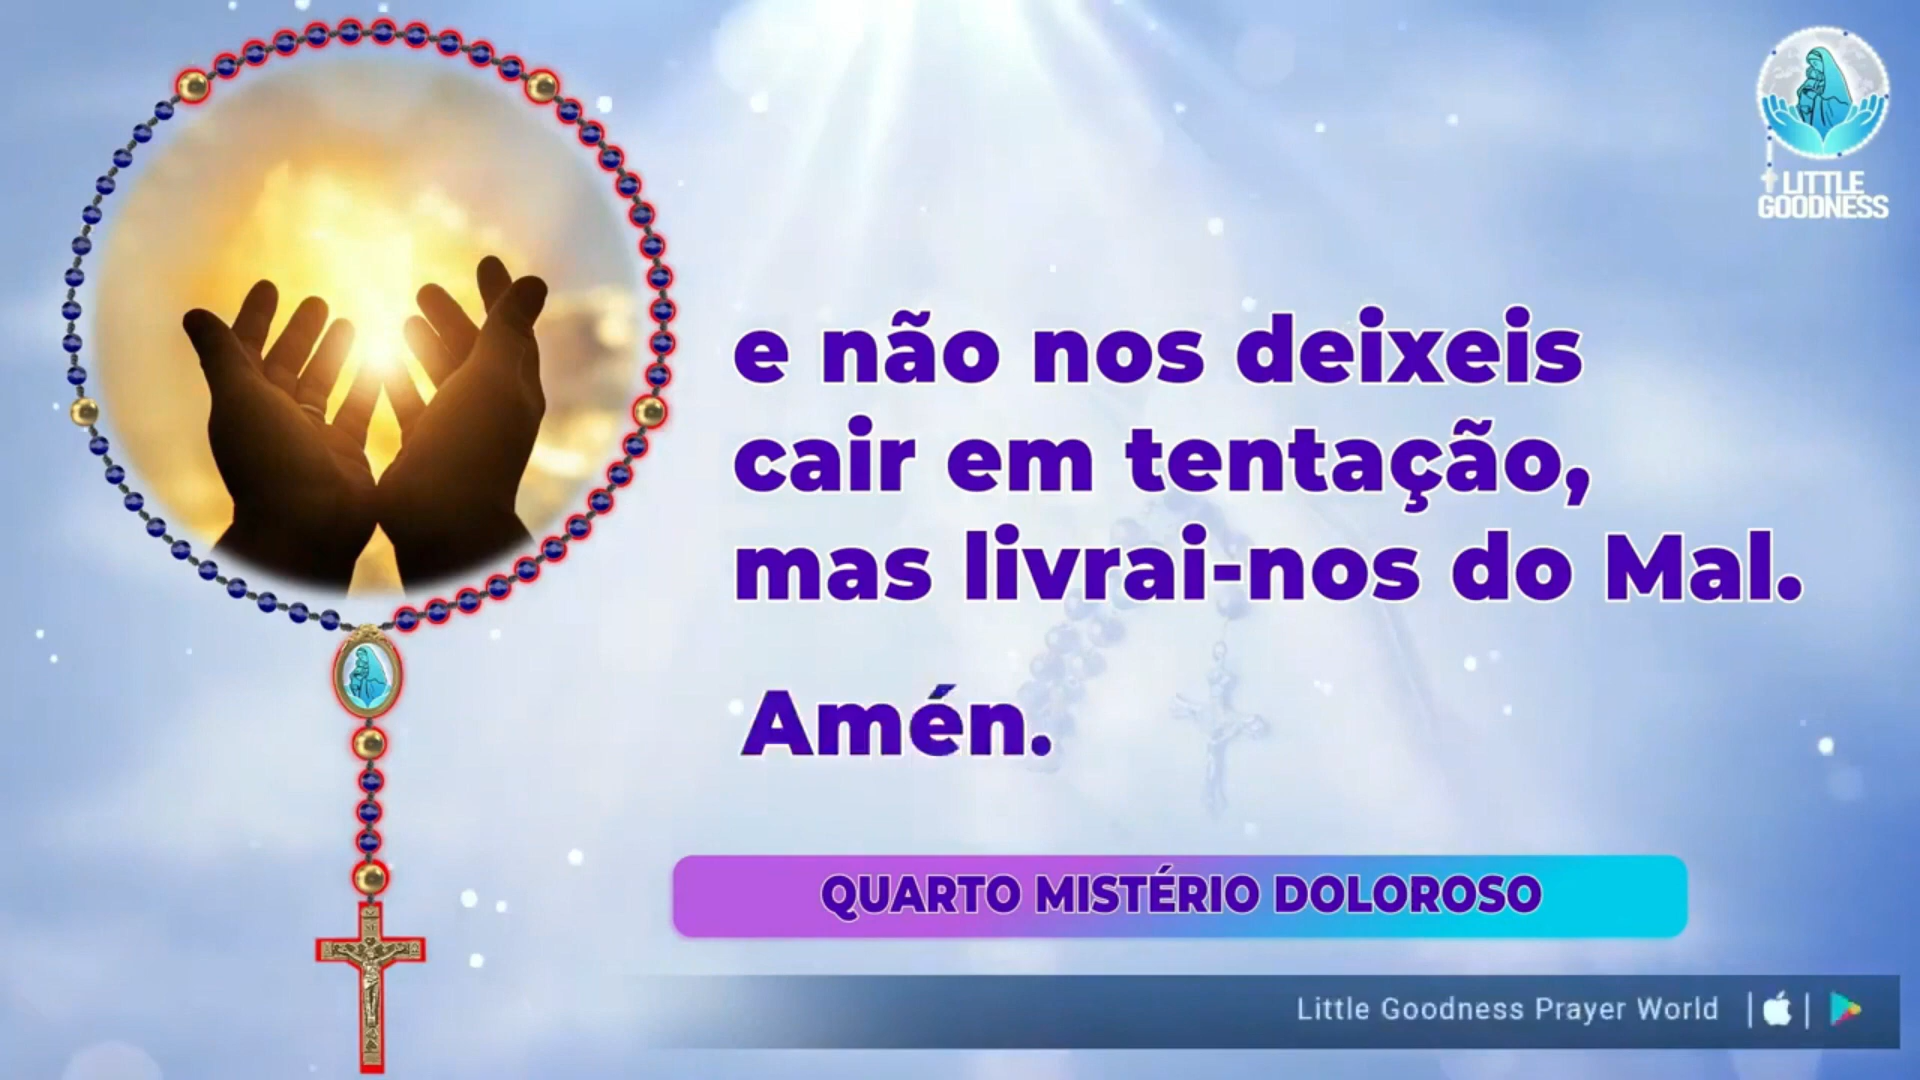 LITTLE
GOODNESS
e não nos deixeis
cair em tentação,
mas livrai-nos do Mal.
Amén.
QUARTO MISTÉRIO DOLOROSO
Little Goodness Prayer World